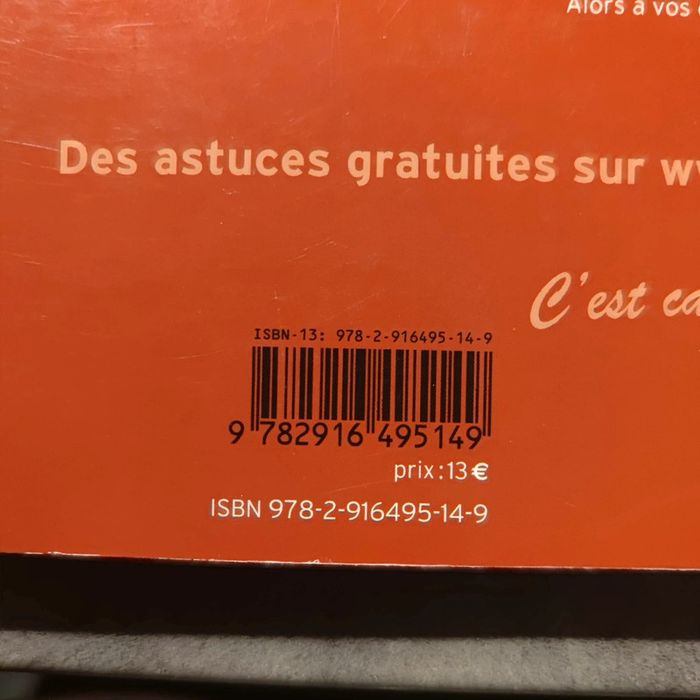 Alors à vos
Des astuces gratuites sur
C'est
ISBN-13: 978-2-916495-14-9
9 782916 495149
prix:13€
ISBN 978-2-916495-14-9